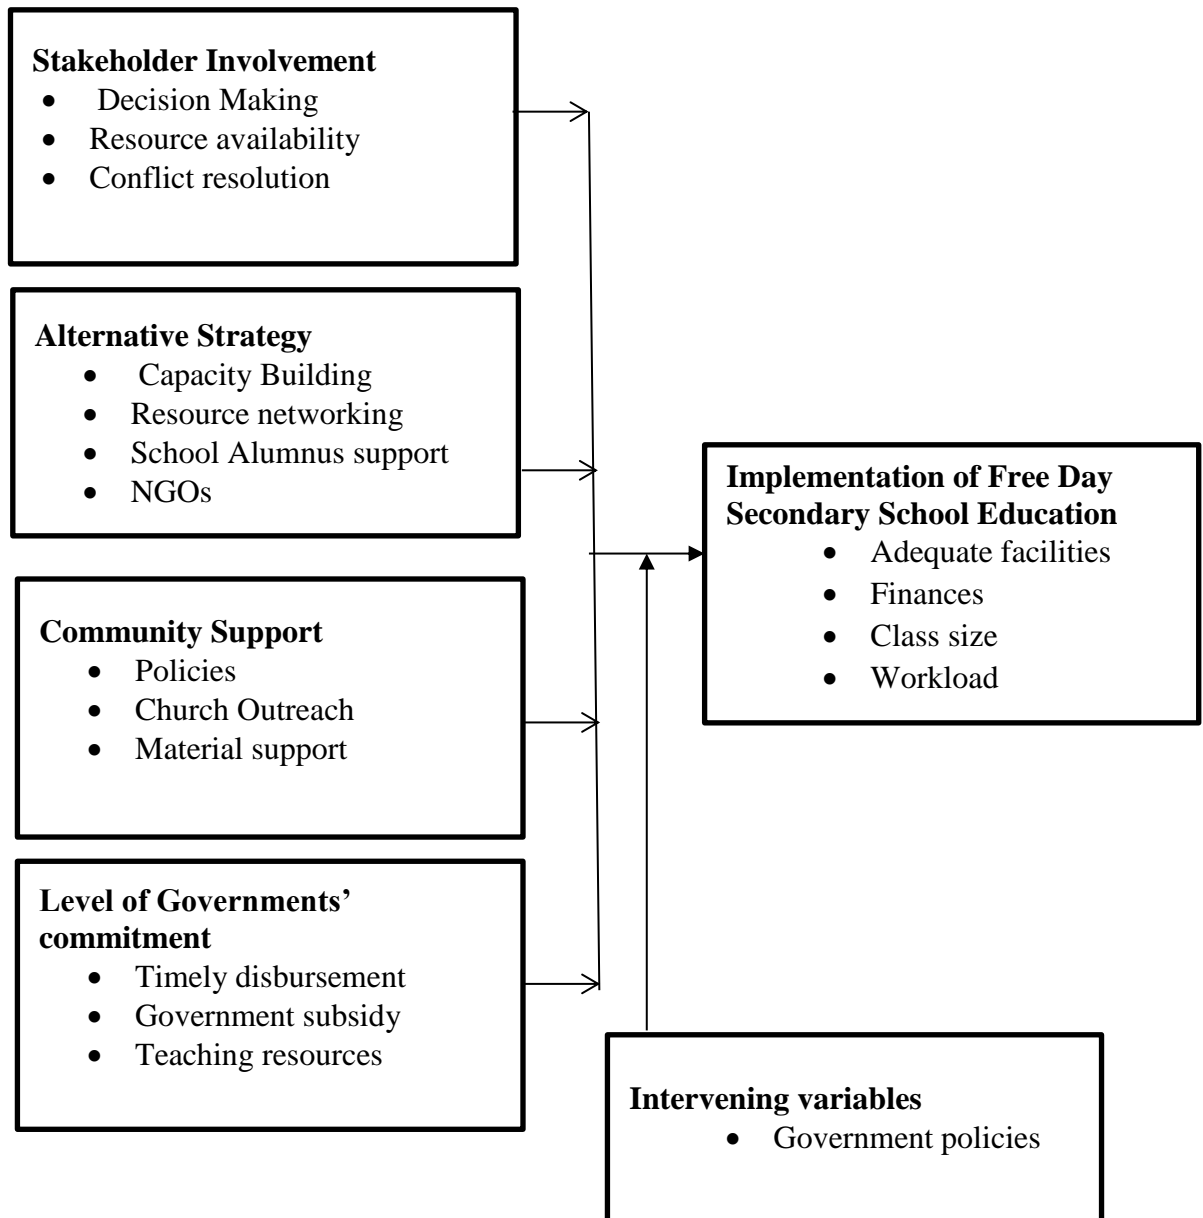 Stakeholder Involvement
• Decision Making
• Resource availability
• Conflict resolution
Alternative Strategy
• Capacity Building
• Resource networking
• School Alumnus support
• NGOs
Community Support
• Policies
• Church Outreach
• Material support
Level of Governments’
commitment
• Timely disbursement
• Government subsidy
• Teaching resources
Implementation of Free Day
Secondary School Education
• Adequate facilities
• Finances
• Class size
• Workload
Intervening variables
• Government policies